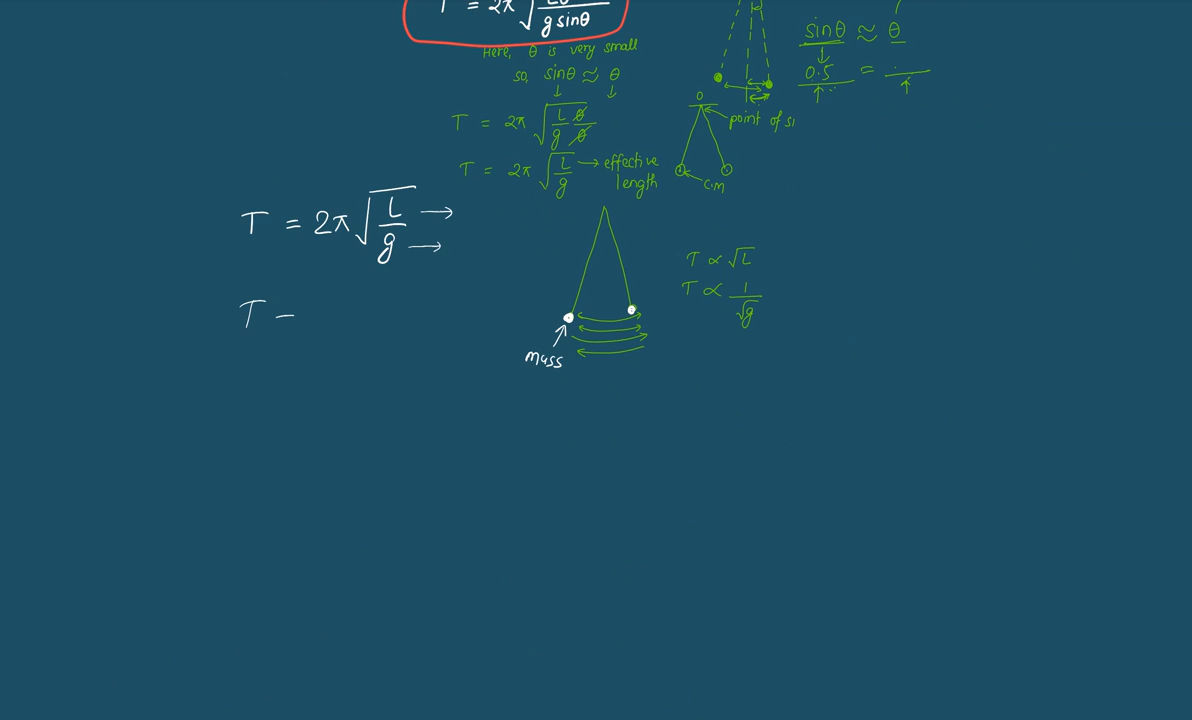 T = 2π √(Lθ / g sinθ)
Here, θ is very small
so, sinθ ≈ θ
T = 2π √(L θ / g θ)
T = 2π √(L / g) → effective length
sinθ ≈ θ
0.5 =
O
point of
C.M
T = 2π √(L / g)
T ∝ √L
T ∝ 1 / √g
T =
mass